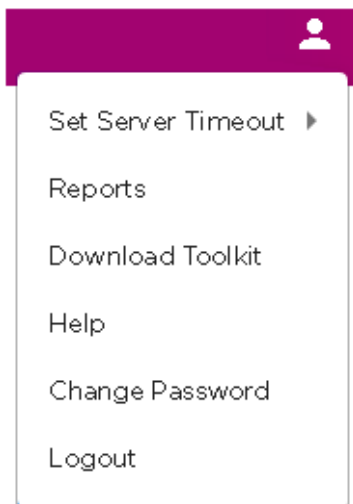 Set Server Timeout
Reports
Download Toolkit
Help
Change Password
Logout